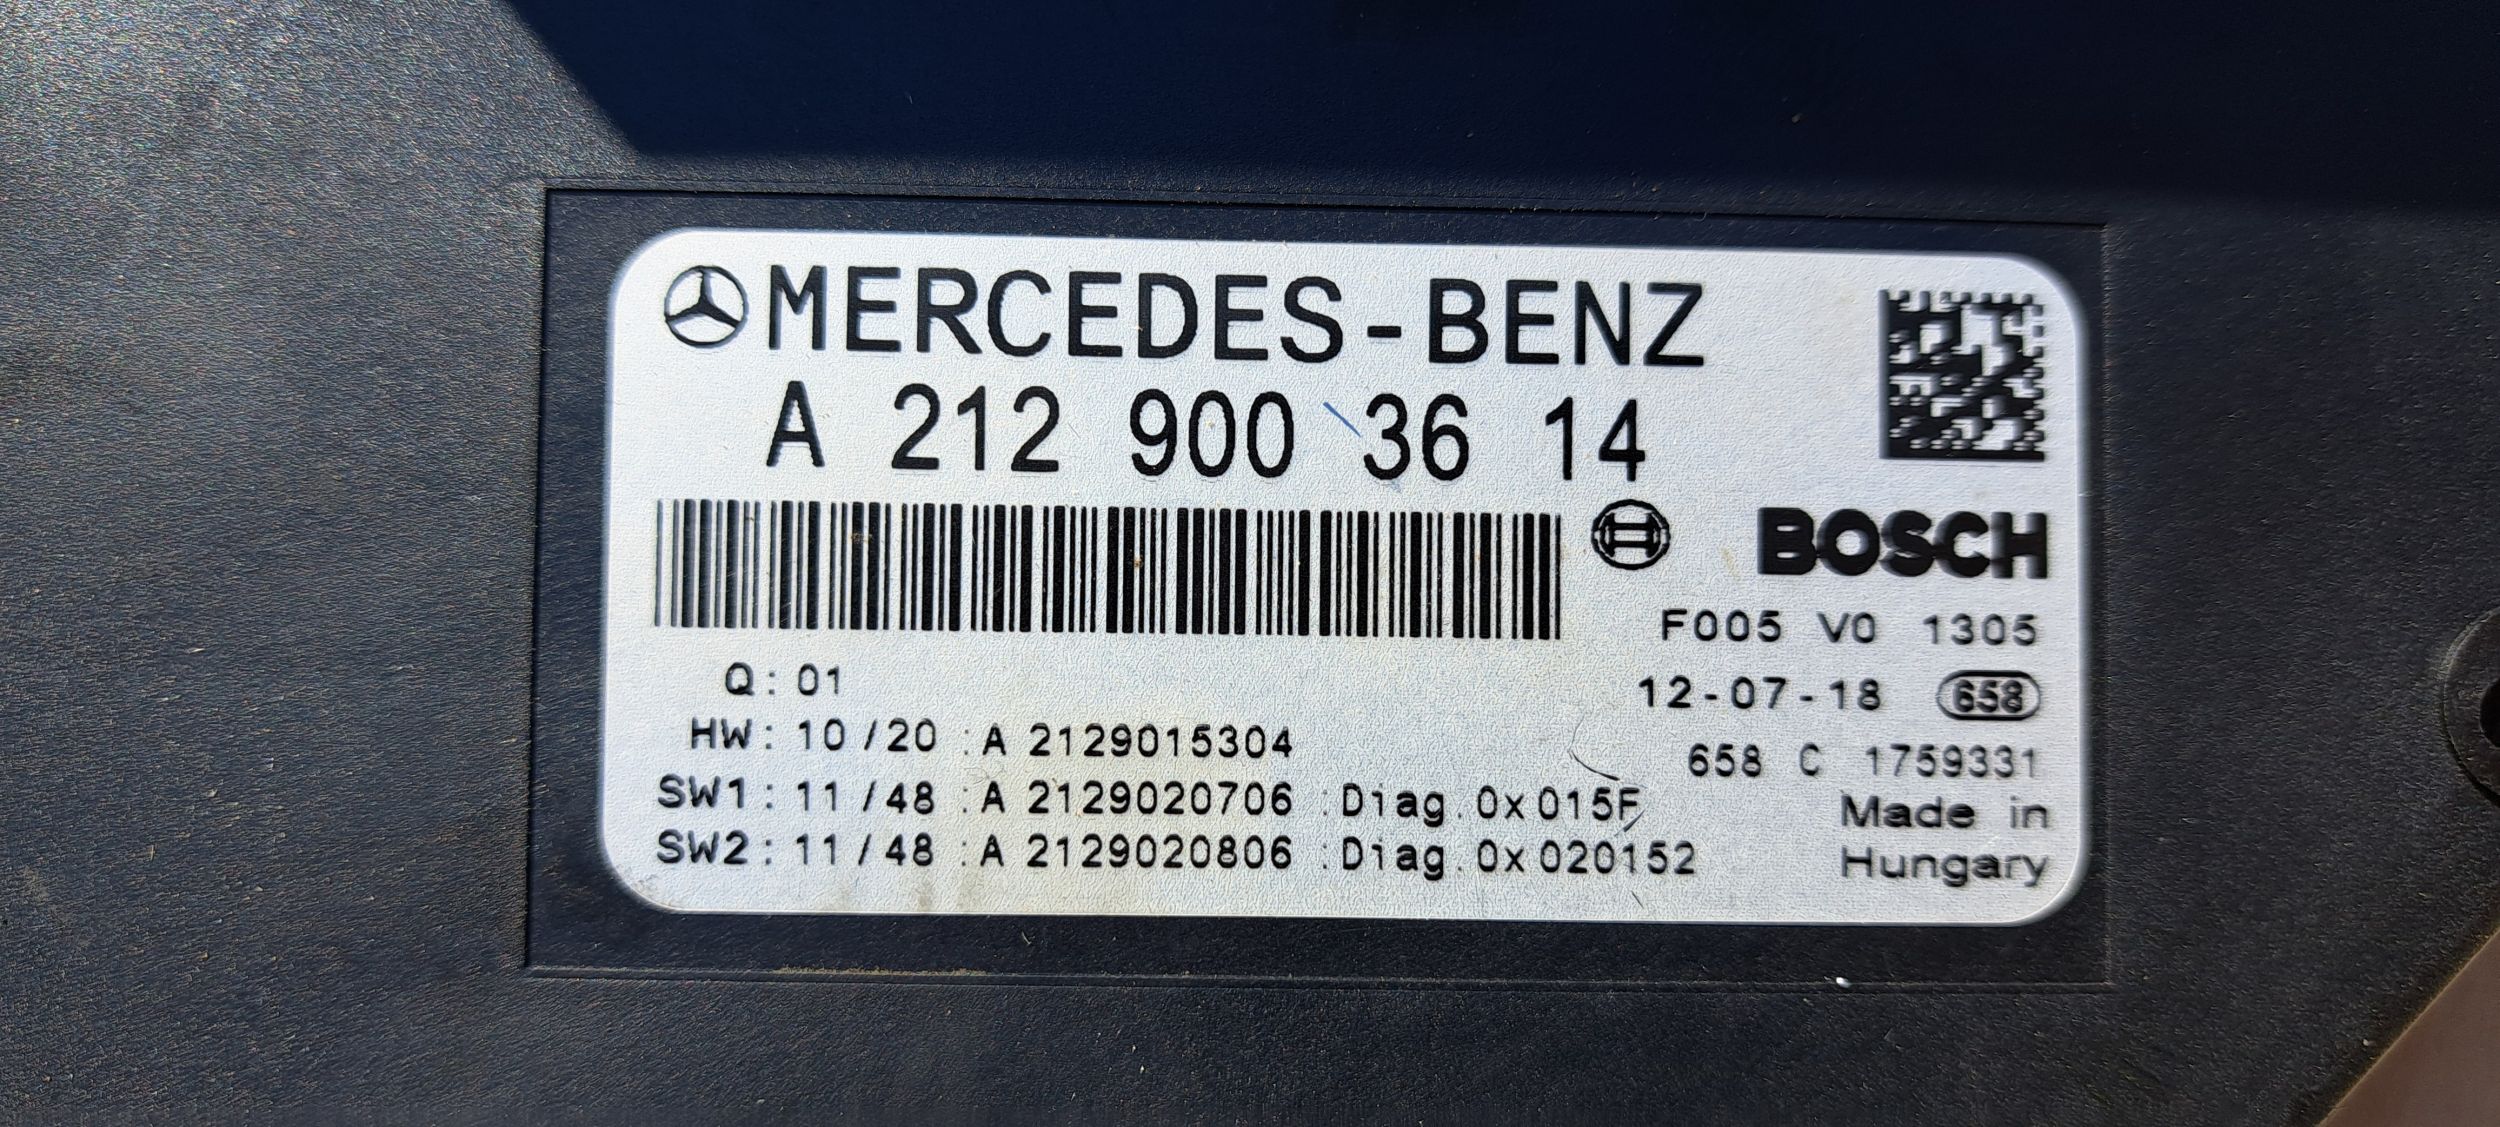 MERCEDES-BENZ
A 212 900 36 14
BOSCH
F005 V0 1305
Q: 01
12-07-18 658
HW: 10/20 :A 2129015304
658 C 1759331
SW1: 11/48 :A 2129020706 :Diag.0x015F
Made in
SW2: 11/48 :A 2129020806 :Diag.0x020152
Hungary